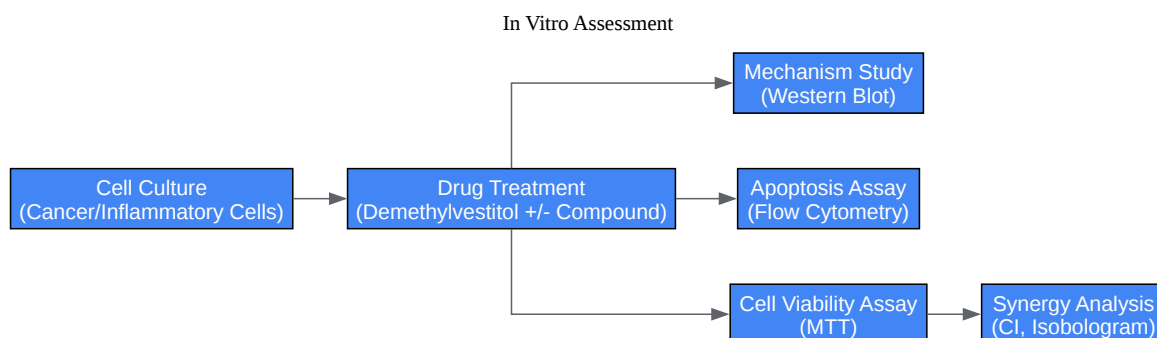 In Vitro Assessment
Mechanism Study
(Western Blot)
Cell Culture
(Cancer/Inflammatory Cells)
Drug Treatment
(Demethylvestitol +/- Compound)
Apoptosis Assay
(Flow Cytometry)
Cell Viability Assay
(MTT)
Synergy Analysis
(CI, Isobologram)